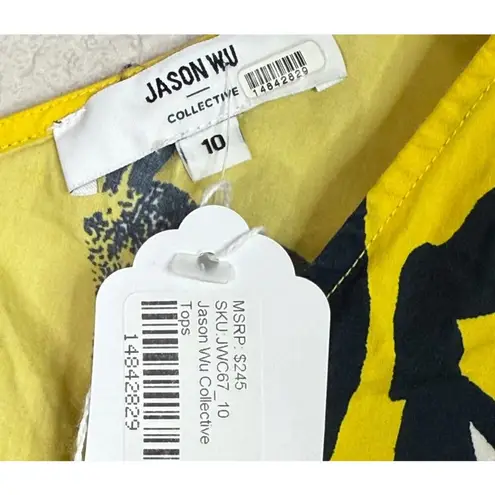 JASON WU
COLLECTIVE
14842829
10
MSRP: $245
SKU:JWC67_10
Jason Wu Collective
Tops
14842829